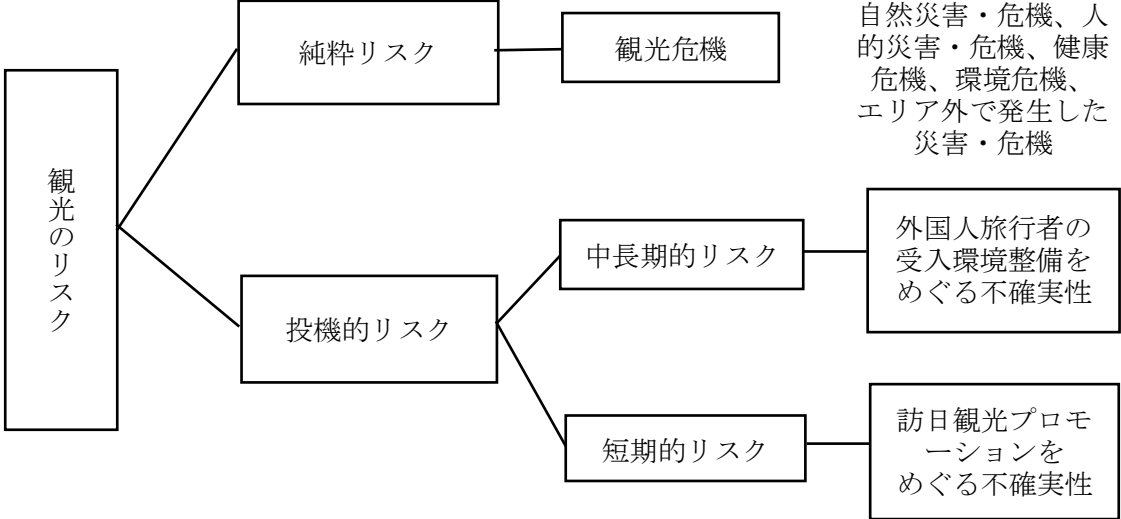 観光のリスク
純粋リスク
観光危機
自然災害・危機、人
的災害・危機、健康
危機、環境危機、
エリア外で発生した
災害・危機
投機的リスク
中長期的リスク
外国人旅行者の
受入環境整備を
めぐる不確実性
短期的リスク
訪日観光プロモ
ーションを
めぐる不確実性